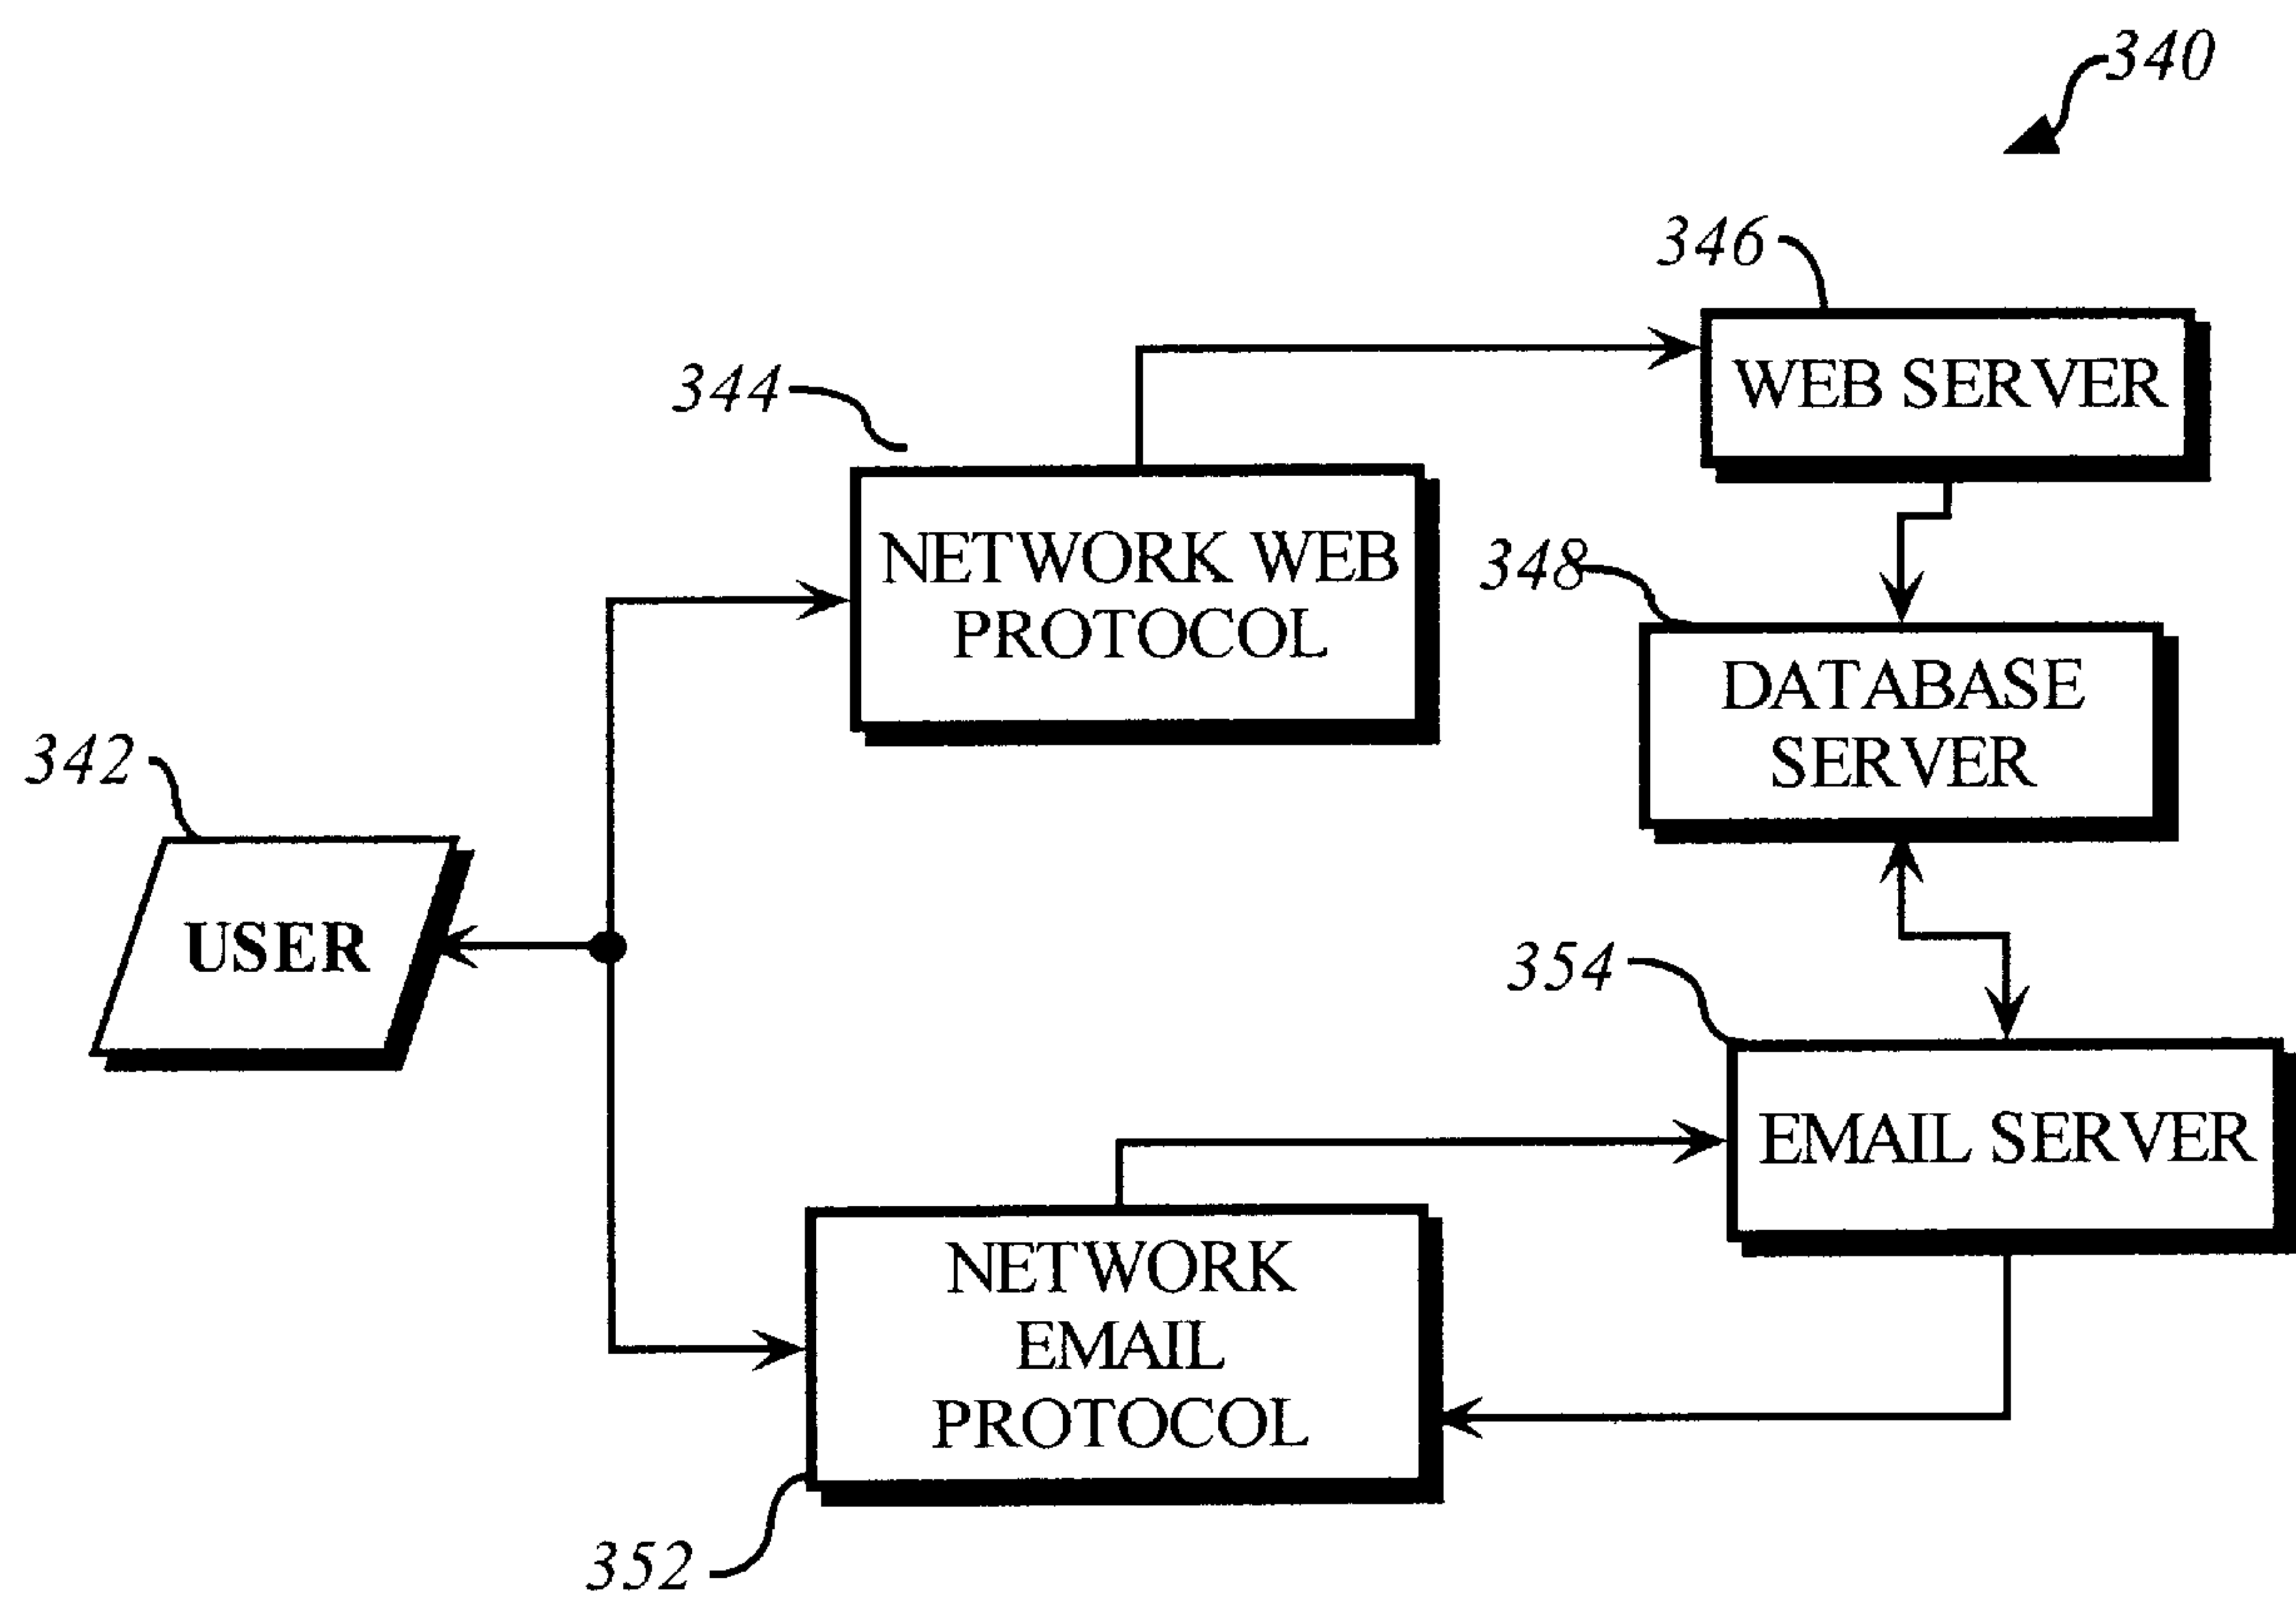 340
346
WEB SERVER
344
NETWORK WEB
PROTOCOL
348
DATABASE
SERVER
342
USER
354
EMAIL SERVER
NETWORK
EMAIL
PROTOCOL
352